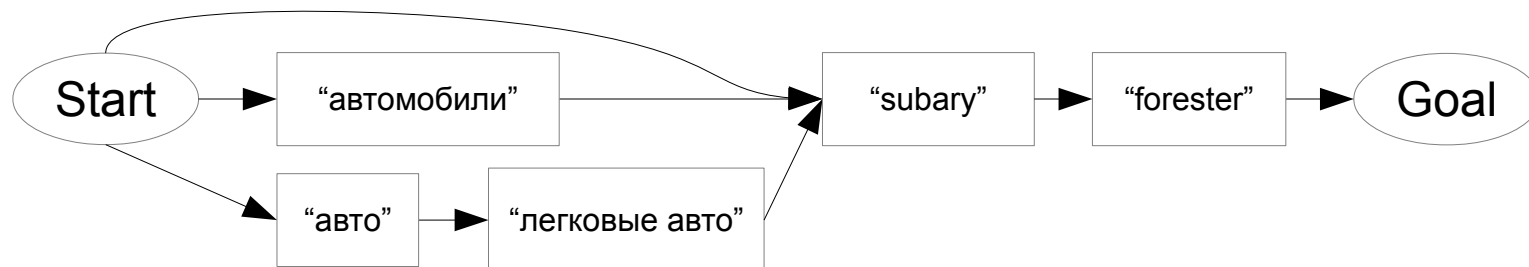 Start
“автомобили”
“subary”
“forester”
Goal
“авто”
“легковые авто”